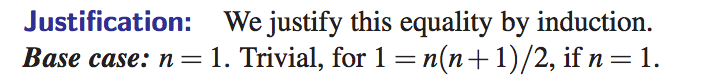 Justification: We justify this equality by induction.
Base case: n = 1. Trivial, for 1 = n(n+1)/2, if n = 1.